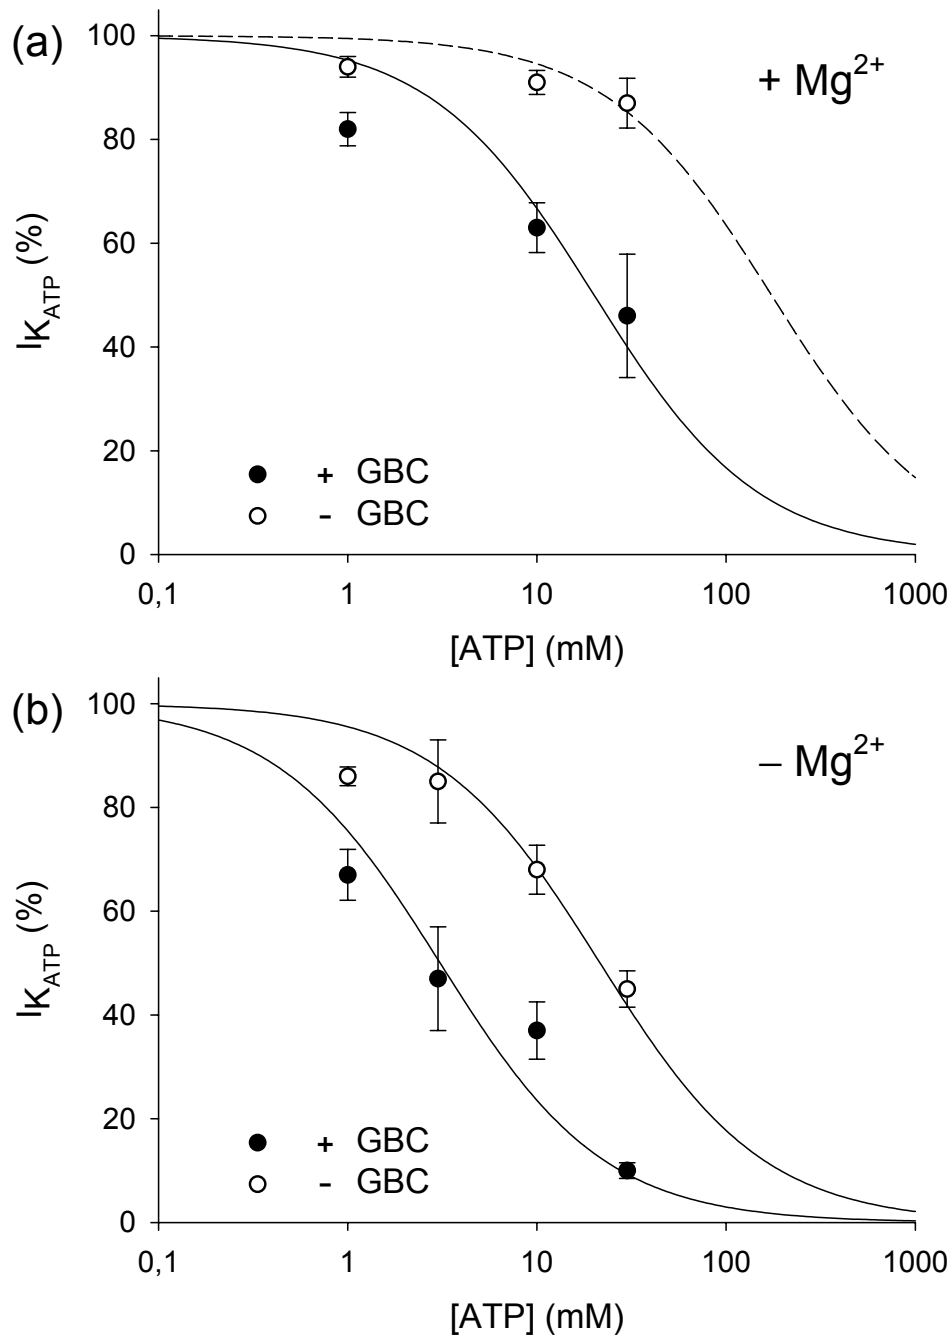 (a)
+ Mg2+
100
80
60
40
20
0
IKATP (%)
+ GBC
- GBC
0,1 1 10 100 1000
[ATP] (mM)
(b)
– Mg2+
100
80
60
40
20
0
IKATP (%)
+ GBC
- GBC
0,1 1 10 100 1000
[ATP] (mM)